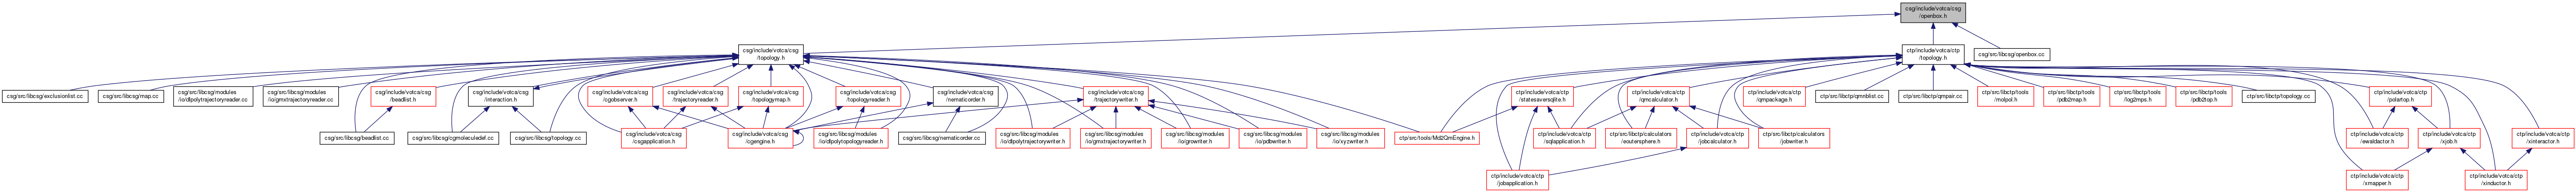 csg/include/votca/csg
/openbox.h
csg/include/votca/csg
/topology.h
ctp/include/votca/ctp
/topology.h
csg/src/libcsg/openbox.cc
csg/src/libcsg/exclusionlist.cc
csg/src/libcsg/map.cc
csg/src/libcsg/modules
/io/dlpolytrajectoryreader.cc
csg/src/libcsg/modules
/io/gmxtrajectoryreader.cc
csg/include/votca/csg
/beadlist.h
csg/include/votca/csg
/interaction.h
csg/include/votca/csg
/cgobserver.h
csg/include/votca/csg
/trajectoryreader.h
csg/include/votca/csg
/topologymap.h
csg/include/votca/csg
/topologyreader.h
csg/include/votca/csg
/nematicorder.h
csg/include/votca/csg
/trajectorywriter.h
ctp/include/votca/ctp
/statesaversqlite.h
ctp/include/votca/ctp
/qmcalculator.h
ctp/include/votca/ctp
/qmpackage.h
ctp/src/libctp/qmnblist.cc
ctp/src/libctp/qmpair.cc
ctp/src/libctp/tools
/molpol.h
ctp/src/libctp/tools
/pdb2map.h
ctp/src/libctp/tools
/log2mps.h
ctp/src/libctp/tools
/pdb2top.h
ctp/src/libctp/topology.cc
ctp/include/votca/ctp
/polartop.h
csg/src/libcsg/beadlist.cc
csg/src/libcsg/cgmoleculedef.cc
csg/src/libcsg/topology.cc
csg/include/votca/csg
/csgapplication.h
csg/include/votca/csg
/cgengine.h
csg/src/libcsg/modules
/io/dlpolytopologyreader.h
csg/src/libcsg/nematicorder.cc
csg/src/libcsg/modules
/io/dlpolytrajectorywriter.h
csg/src/libcsg/modules
/io/gmxtrajectorywriter.h
csg/src/libcsg/modules
/io/growriter.h
csg/src/libcsg/modules
/io/pdbwriter.h
csg/src/libcsg/modules
/io/xyzwriter.h
ctp/src/tools/Md2QmEngine.h
ctp/include/votca/ctp
/sqlapplication.h
ctp/src/libctp/calculators
/eoutersphere.h
ctp/include/votca/ctp
/jobcalculator.h
ctp/src/libctp/calculators
/jobwriter.h
ctp/include/votca/ctp
/ewaldactor.h
ctp/include/votca/ctp
/xjob.h
ctp/include/votca/ctp
/xinteractor.h
ctp/include/votca/ctp
/jobapplication.h
ctp/include/votca/ctp
/xmapper.h
ctp/include/votca/ctp
/xinductor.h